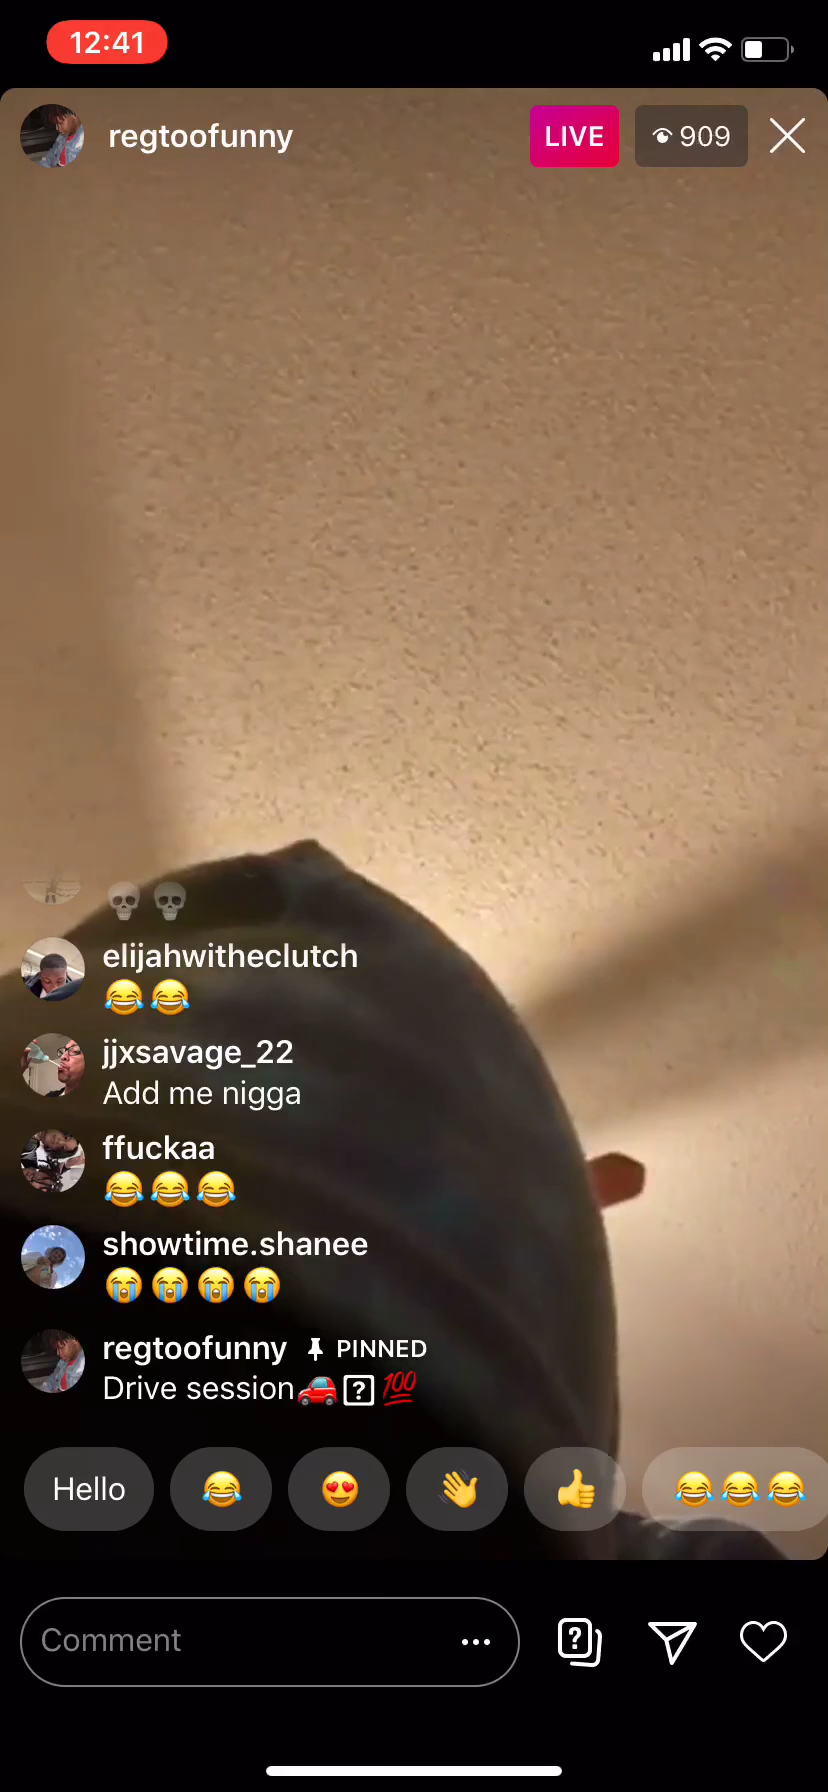 12:41
regtoofunny
LIVE
909
💀💀
elijahwitheclutch
😂😂
jjxsavage_22
Add me nigga
ffuckaa
😂😂😂
showtime.shanee
😭😭😭😭
regtoofunny PINNED
Drive session🚗❓💯
Hello 😂 😍 👋 👍 😂😂😂
Comment